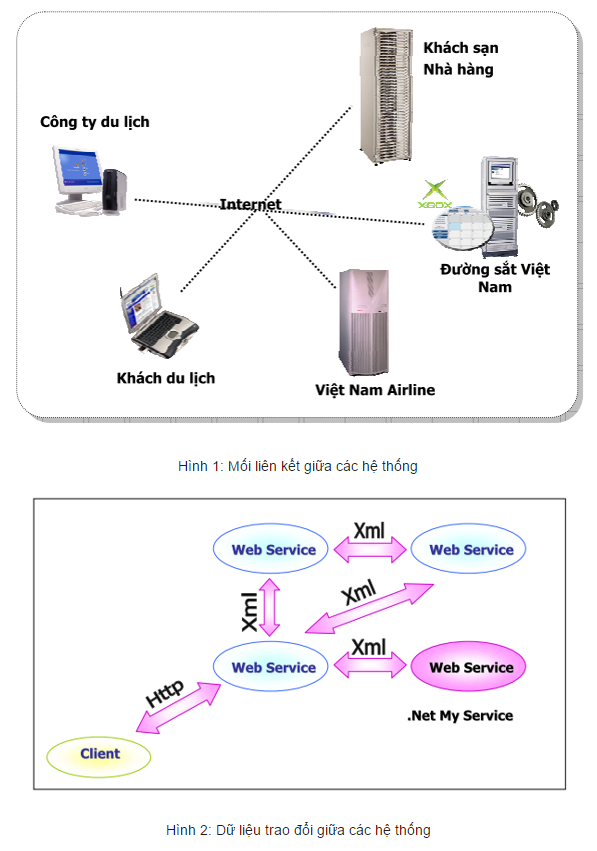 Khách sạn
Nhà hàng
Công ty du lịch
Internet
XBOX
Đường sắt Việt
Nam
Khách du lịch
Việt Nam Airline
Hình 1: Mối liên kết giữa các hệ thống
Web Service
Xml
Web Service
Xml
Xml
Web Service
Xml
Web Service
Http
.Net My Service
Client
Hình 2: Dữ liệu trao đổi giữa các hệ thống